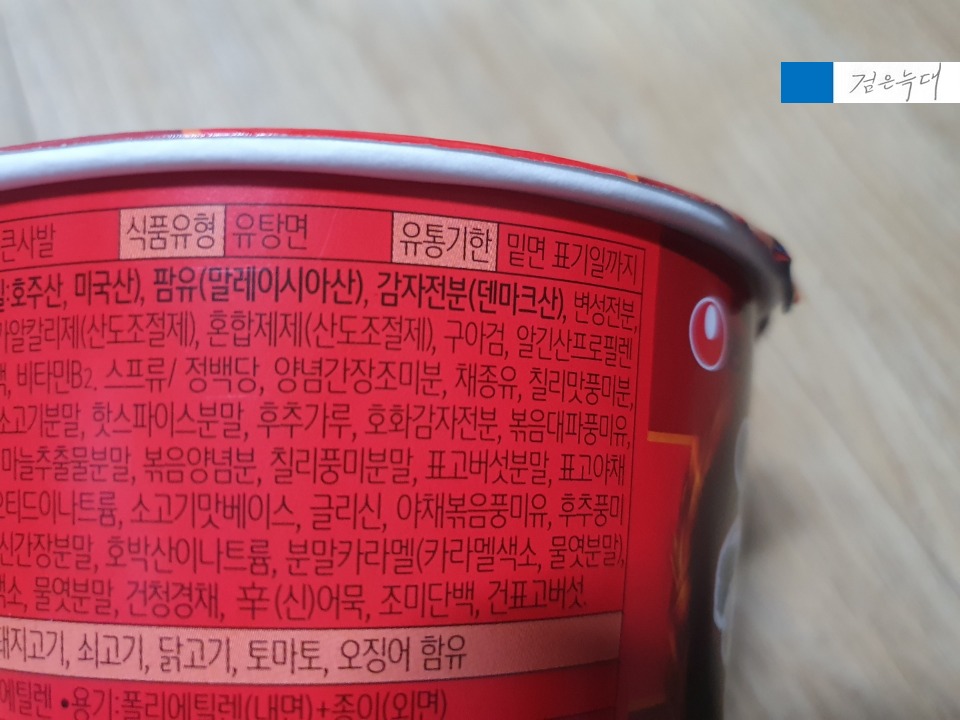 검은늑대
큰사발 식품유형 유탕면 유통기한 밑면 표기일까지
밀:호주산, 미국산), 팜유(말레이시아산), 감자전분(덴마크산), 변성전분,
알칼리제(산도조절제), 혼합제제(산도조절제), 구아검, 알긴산프로필렌
비타민B2. 스프류/ 정백당, 양념간장조미분, 채종유, 칠리맛풍미분,
소고기분말, 핫스파이스분말, 후추가루, 호화감자전분, 볶음대파풍미유,
마늘추출물분말, 볶음양념분, 칠리풍미분말, 표고버섯분말, 표고야채
오티드이나트륨, 소고기맛베이스, 글리신, 야채볶음풍미유, 후추풍미
신간장분말, 호박산이나트륨, 분말카라멜(카라멜색소, 물엿분말),
색소, 물엿분말, 건청경채, 辛(신)어묵, 조미단백, 건표고버섯
돼지고기, 쇠고기, 닭고기, 토마토, 오징어 함유
에틸렌 •용기:폴리에틸렌(내면)+종이(외면)